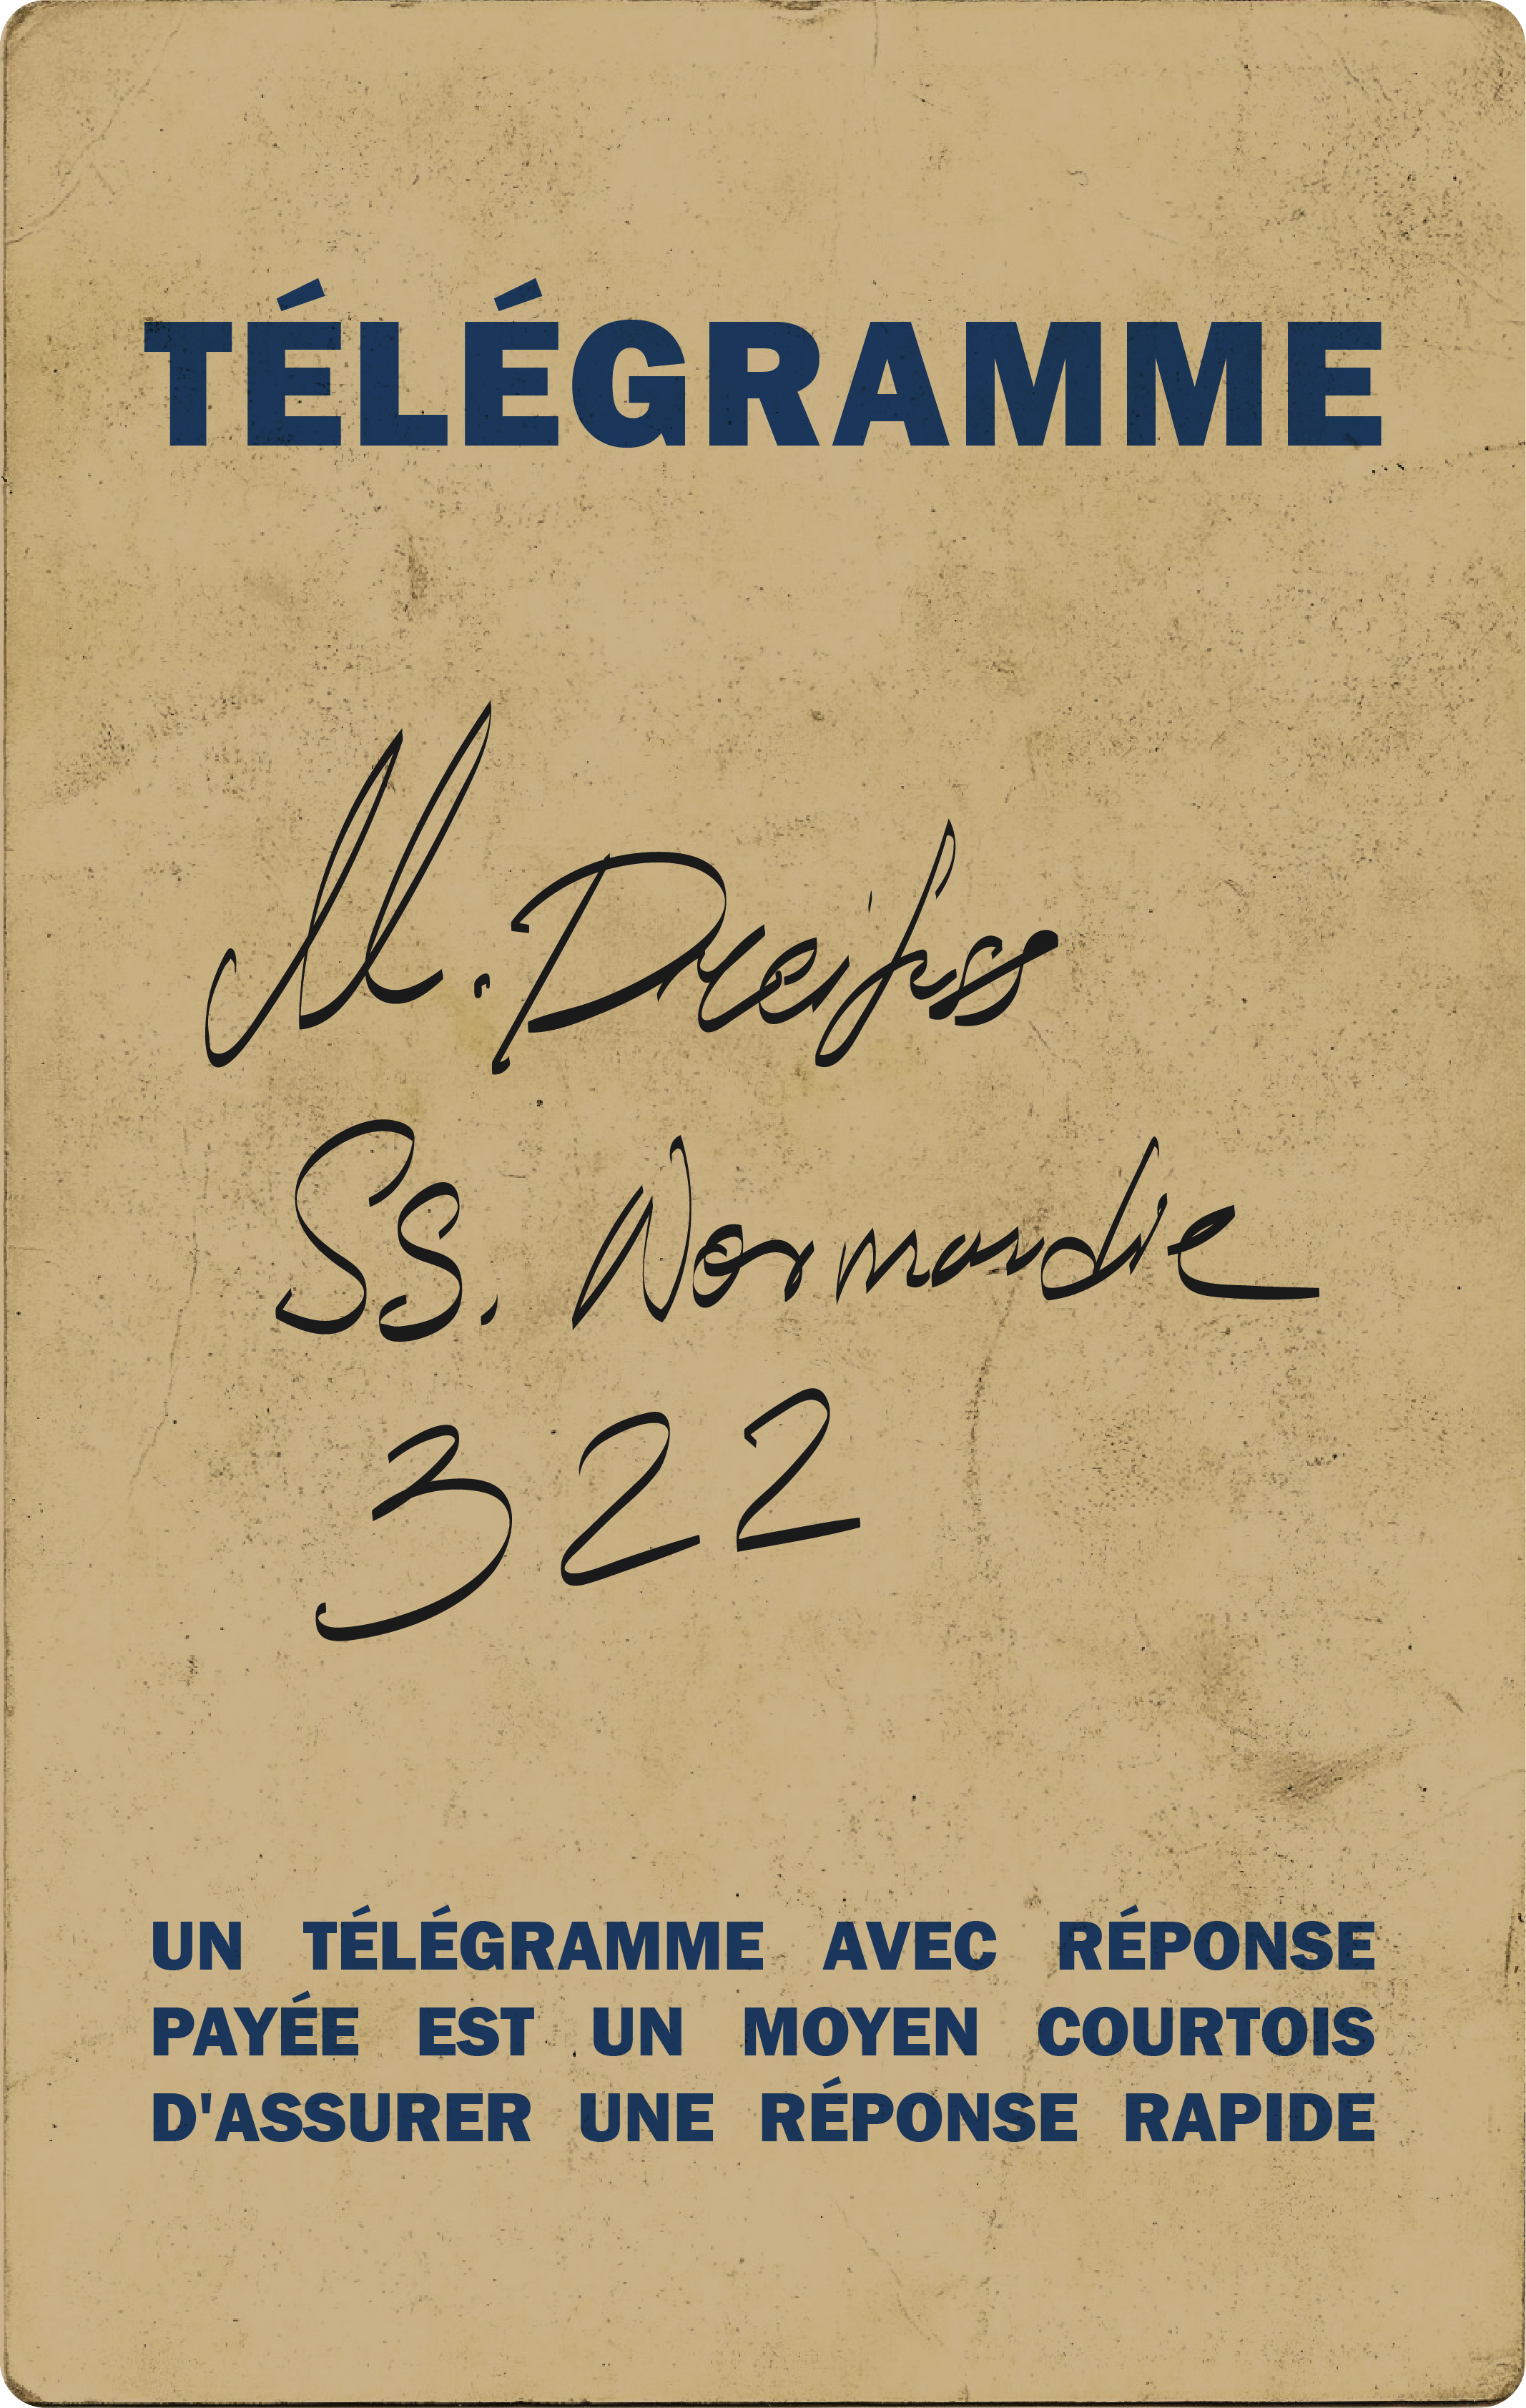 TÉLÉGRAMME
M. Dreifuss
SS. Normandie
322
UN TÉLÉGRAMME AVEC RÉPONSE
PAYÉE EST UN MOYEN COURTOIS
D'ASSURER UNE RÉPONSE RAPIDE